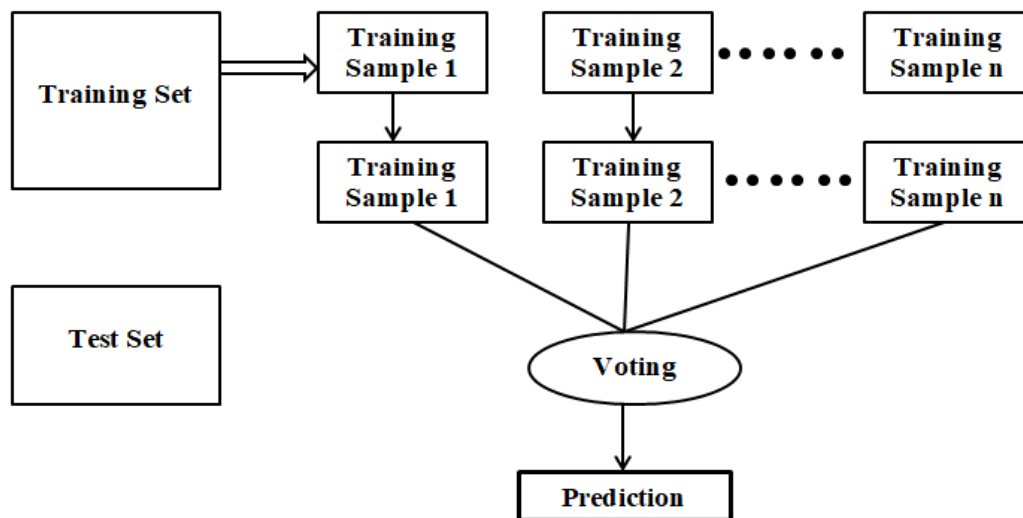 Training Set
Training
Sample 1
Training
Sample 2
Training
Sample n
Training
Sample 1
Training
Sample 2
Training
Sample n
Test Set
Voting
Prediction